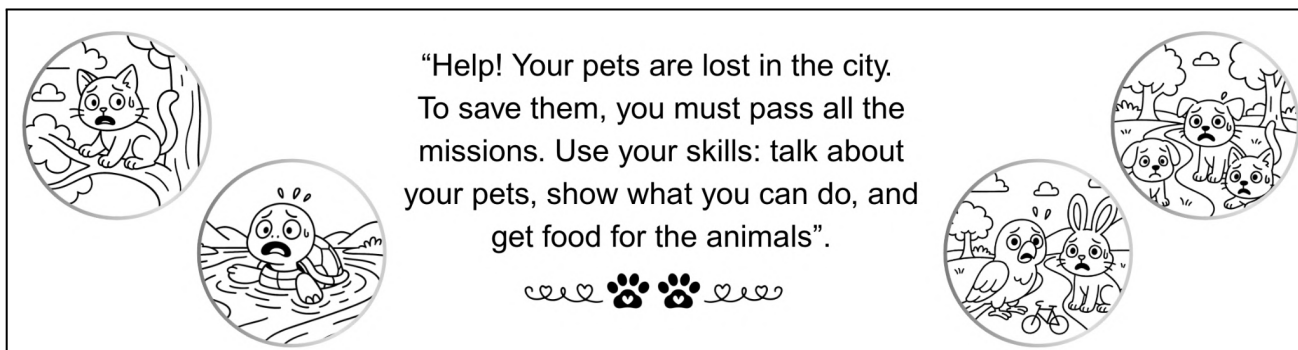 “Help! Your pets are lost in the city.
To save them, you must pass all the
missions. Use your skills: talk about
your pets, show what you can do, and
get food for the animals”.